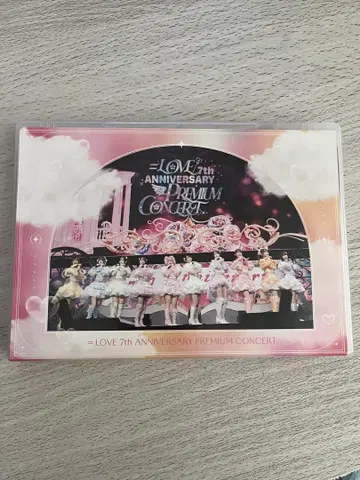 =LOVE 7th
ANNIVERSARY
PREMIUM
CONCERT
= LOVE 7th ANNIVERSARY PREMIUM CONCERT